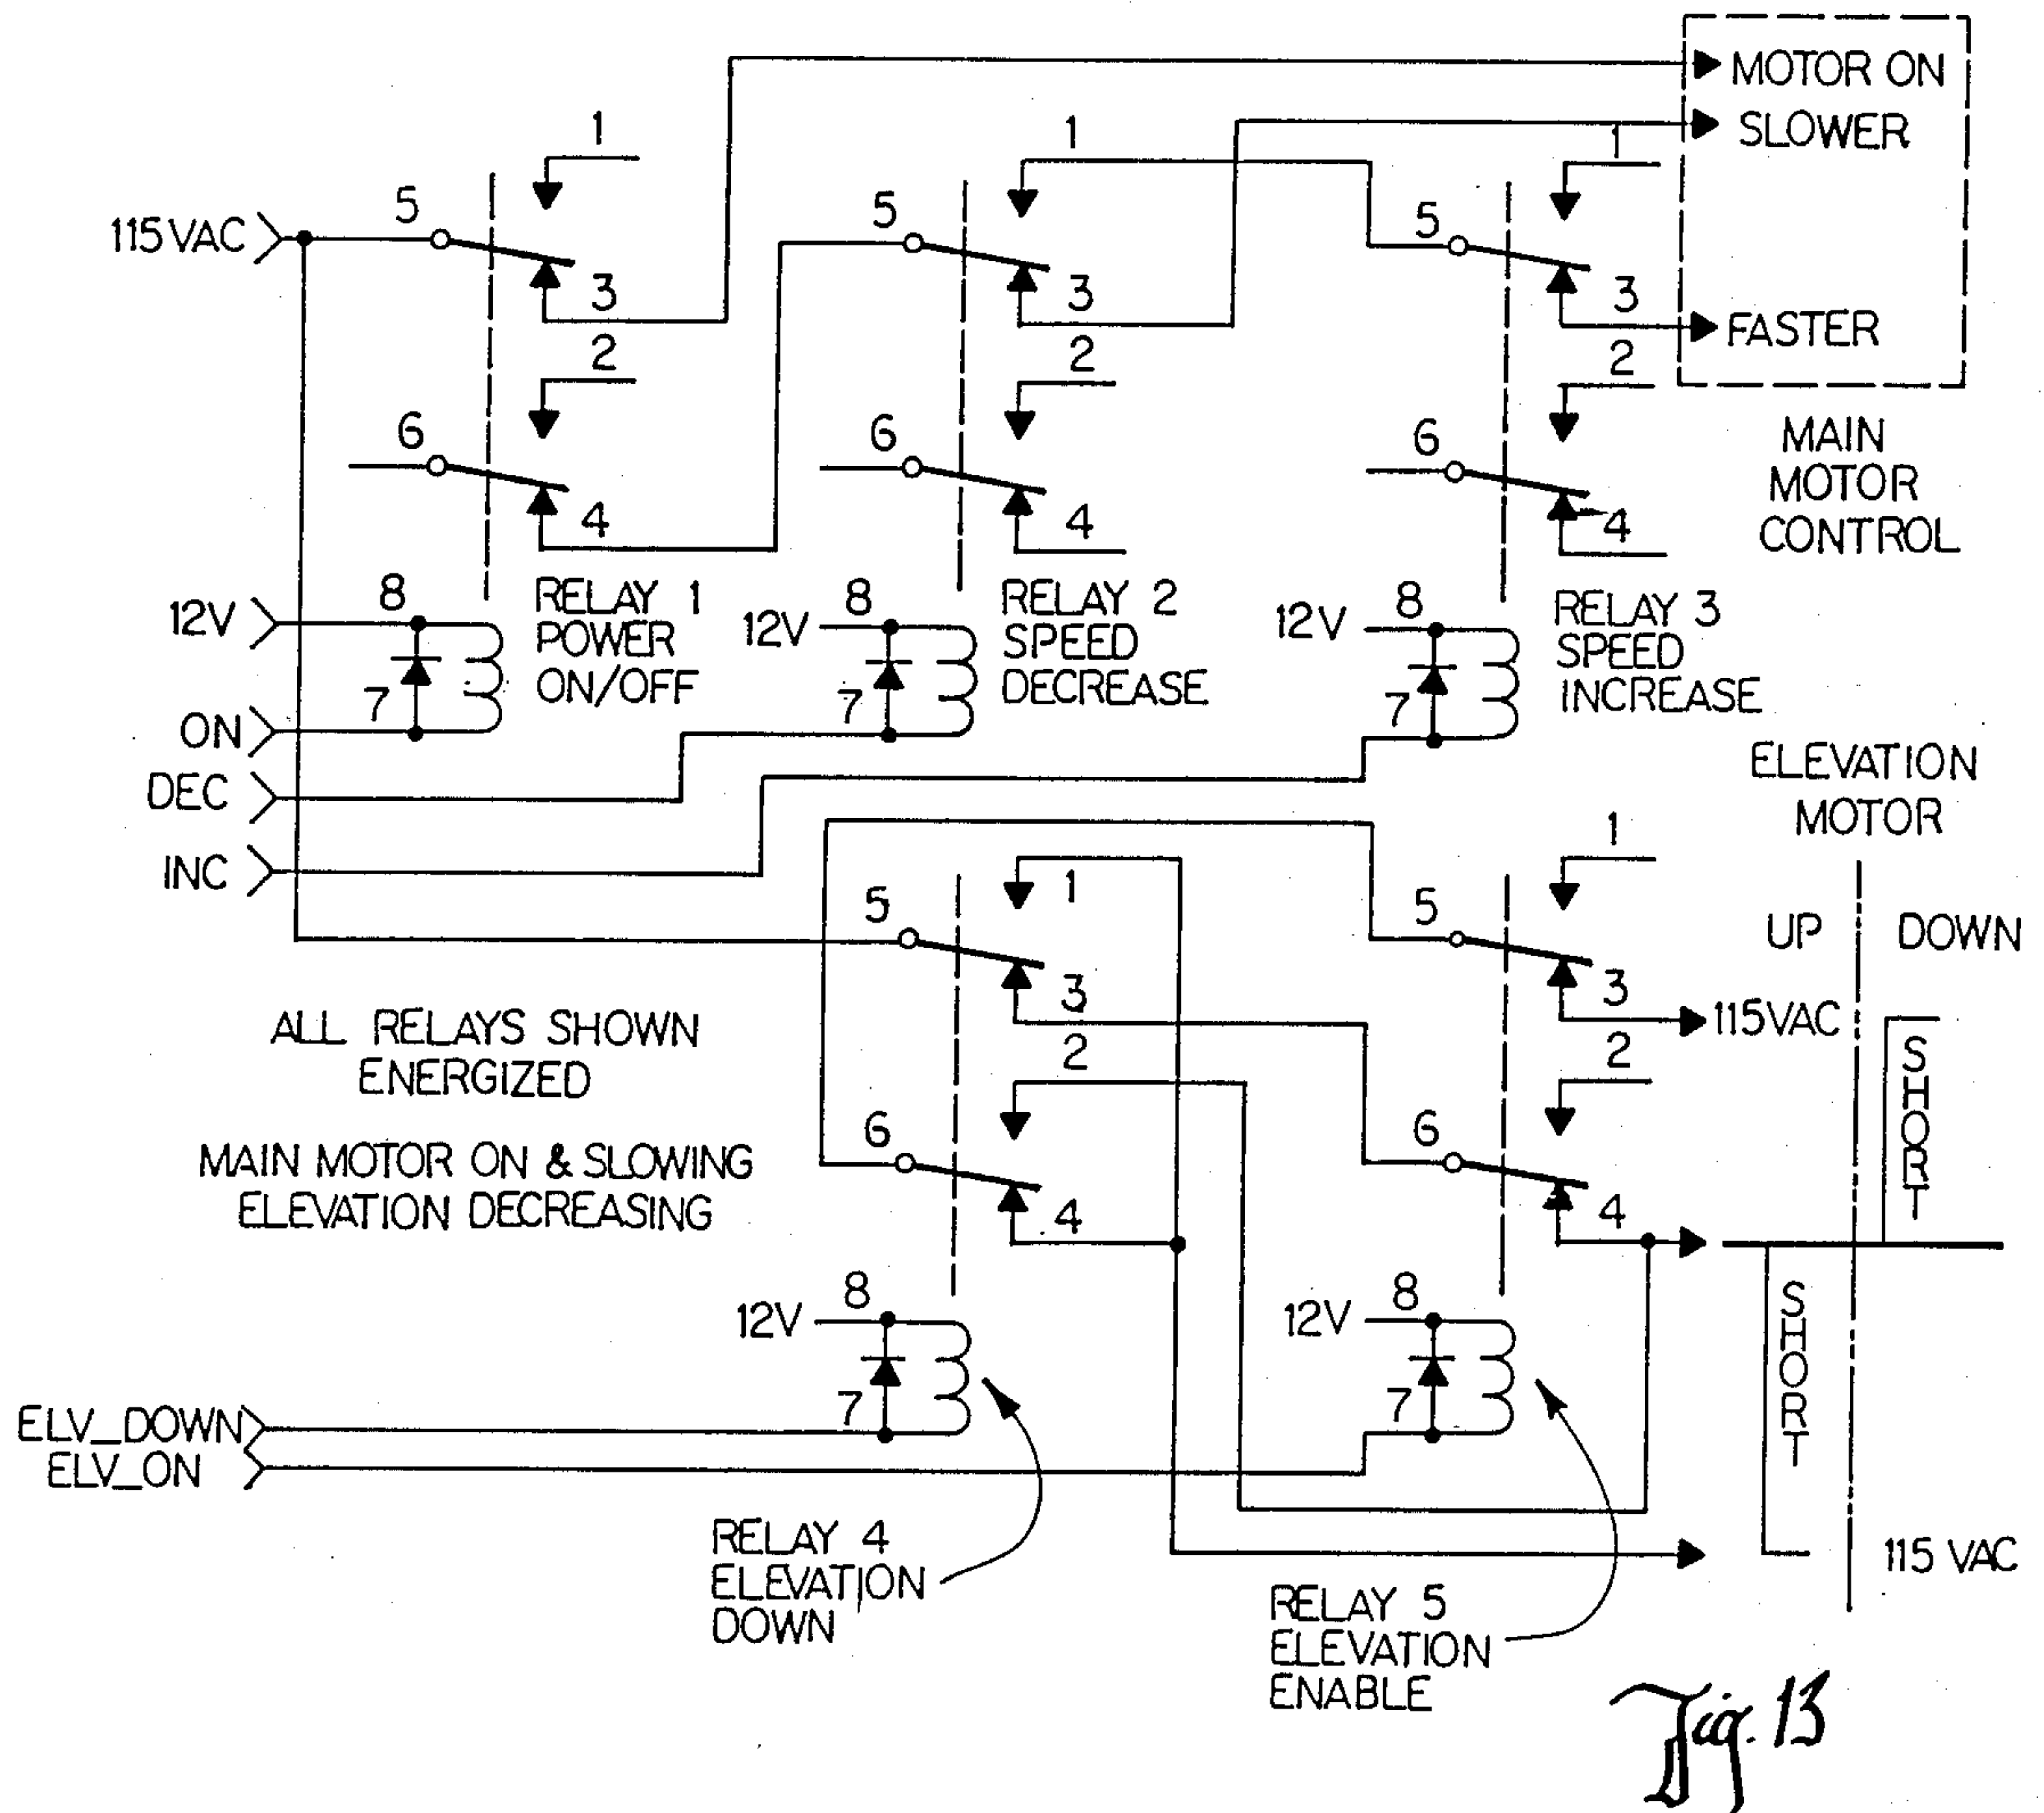 MOTOR ON
SLOWER
FASTER
MAIN
MOTOR
CONTROL
115 VAC
5
1
3
2
6
4
5
1
3
2
6
4
5
1
3
2
6
4
12V
8
7
RELAY 1
POWER
ON/OFF
12V
8
7
RELAY 2
SPEED
DECREASE
12V
8
7
RELAY 3
SPEED
INCREASE
ON
DEC
INC
ELEVATION
MOTOR
UP
DOWN
5
1
3
2
6
4
5
1
3
2
6
4
115VAC
SHORT
SHORT
115 VAC
ALL RELAYS SHOWN
ENERGIZED
MAIN MOTOR ON & SLOWING
ELEVATION DECREASING
12V
8
7
12V
8
7
ELV_DOWN
ELV_ON
RELAY 4
ELEVATION
DOWN
RELAY 5
ELEVATION
ENABLE
Fig. 13